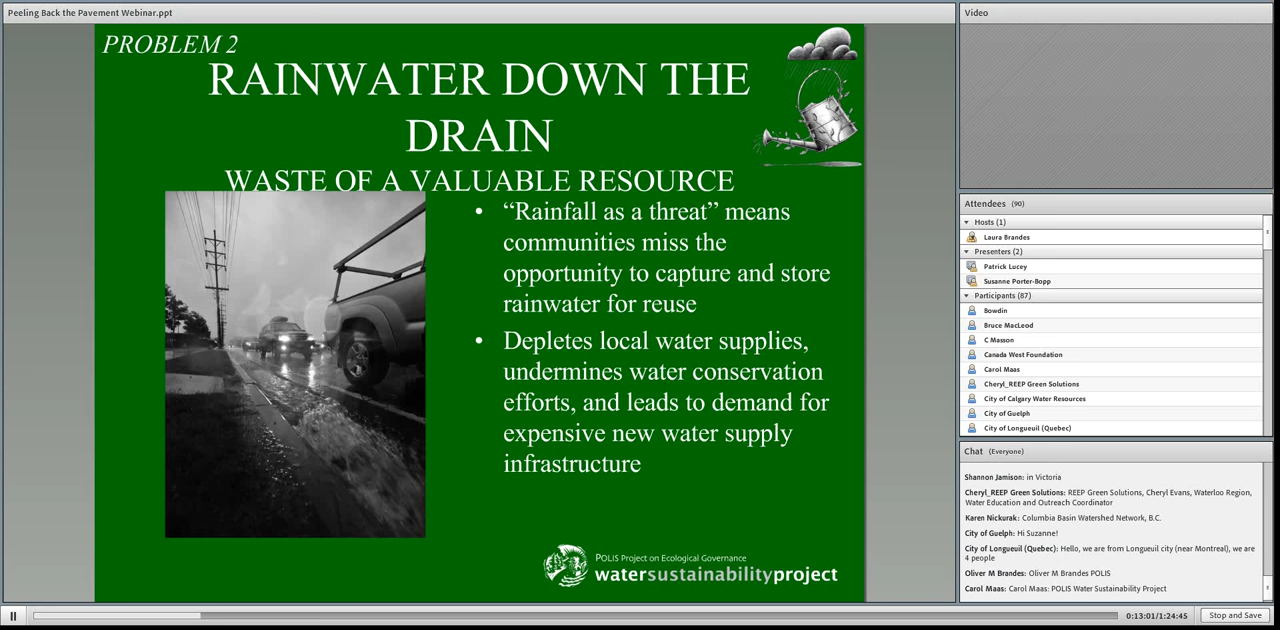 Peeling Back the Pavement Webinar.ppt
PROBLEM 2
RAINWATER DOWN THE
DRAIN
WASTE OF A VALUABLE RESOURCE
• “Rainfall as a threat” means
communities miss the
opportunity to capture and store
rainwater for reuse
• Depletes local water supplies,
undermines water conservation
efforts, and leads to demand for
expensive new water supply
infrastructure
POLIS Project on Ecological Governance
watersustainabilityproject
Video
Attendees (90)
Hosts (1)
Laura Brandes
Presenters (2)
Patrick Lucey
Susanne Porter-Bopp
Participants (87)
Bowdin
Bruce MacLeod
C Masson
Canada West Foundation
Carol Maas
Cheryl_REEP Green Solutions
City of Calgary Water Resources
City of Guelph
City of Longueuil (Quebec)
Chat (Everyone)
Shannon Jamison: in Victoria
Cheryl_REEP Green Solutions: REEP Green Solutions, Cheryl Evans, Waterloo Region,
Water Education and Outreach Coordinator
Karen Nickurak: Columbia Basin Watershed Network, B.C.
City of Guelph: Hi Suzanne!
City of Longueuil (Quebec): Hello, we are from Longueuil city (near Montreal), we are
4 people
Oliver M Brandes: Oliver M Brandes POLIS
Carol Maas: Carol Maas: POLIS Water Sustainability Project
0:13:01/1:24:45
Stop and Save